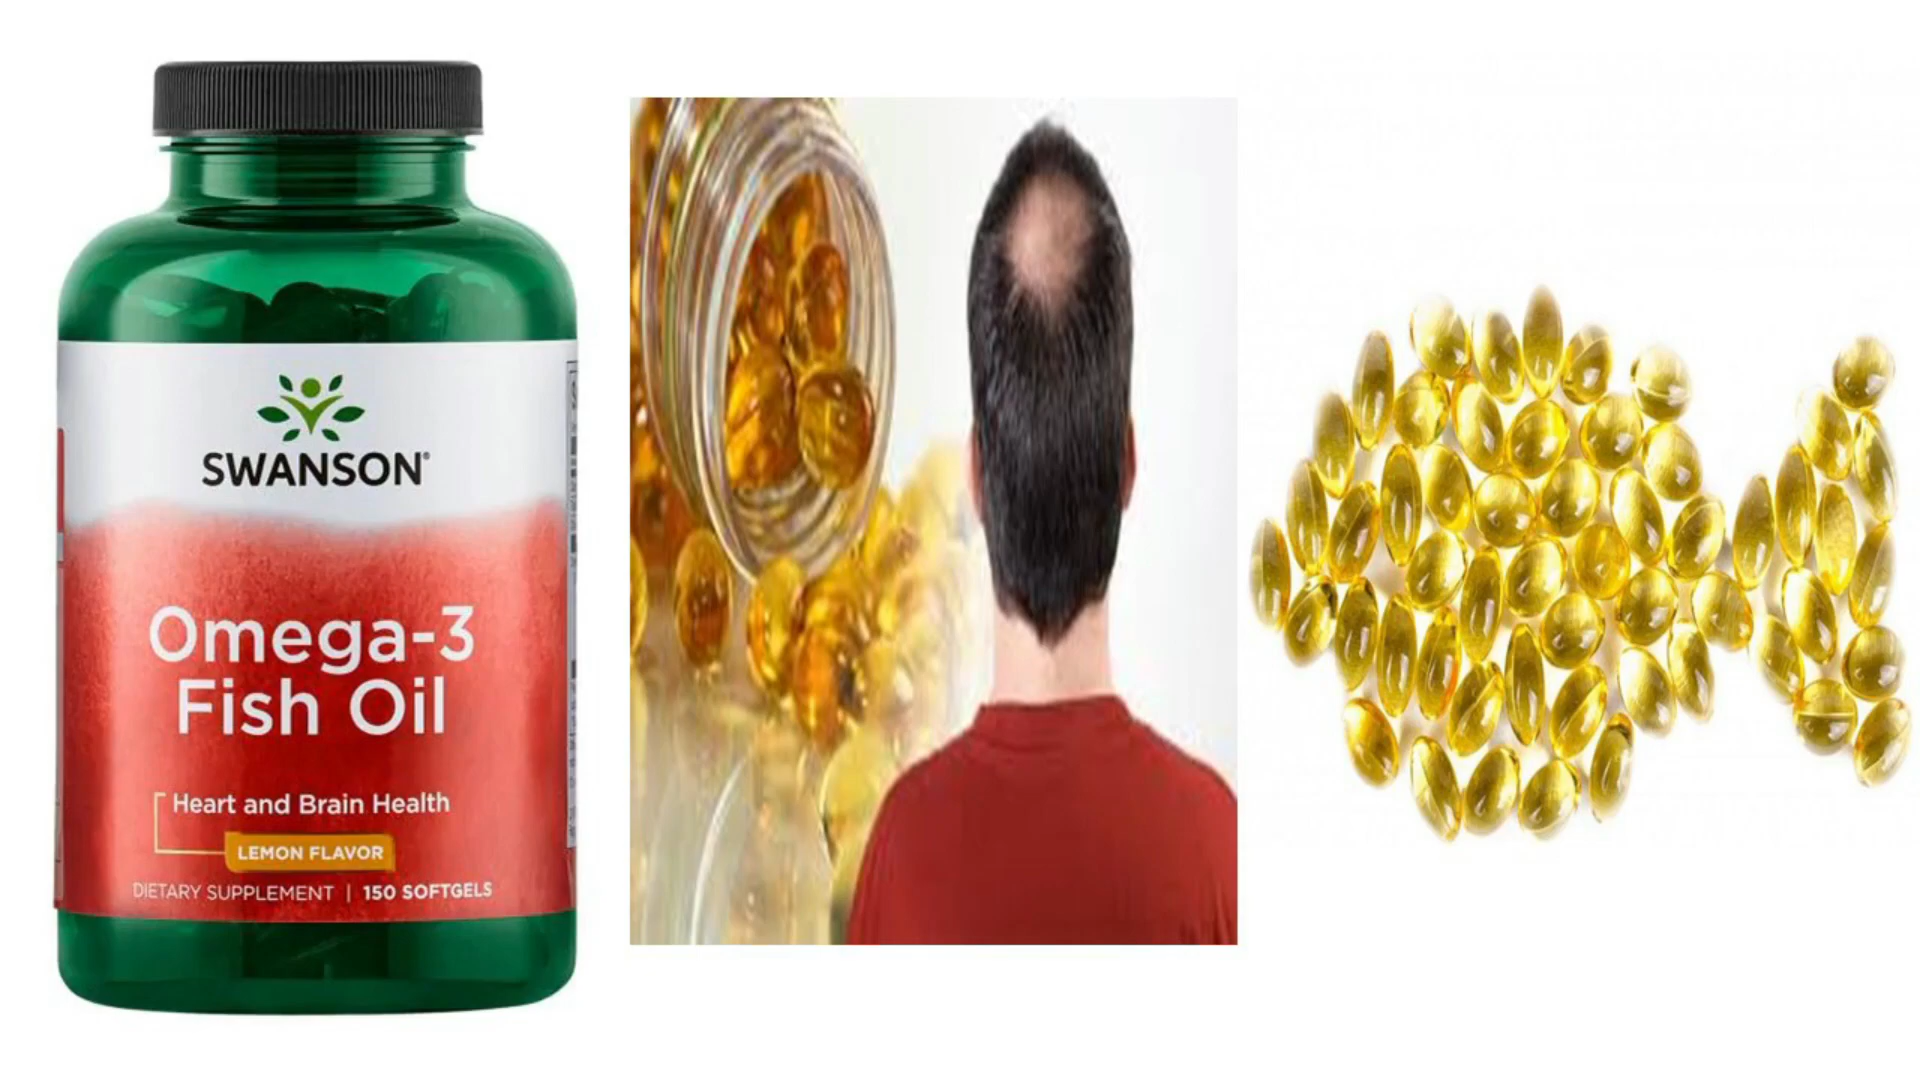 SWANSON®
Omega-3
Fish Oil
Heart and Brain Health
LEMON FLAVOR
DIETARY SUPPLEMENT | 150 SOFTGELS